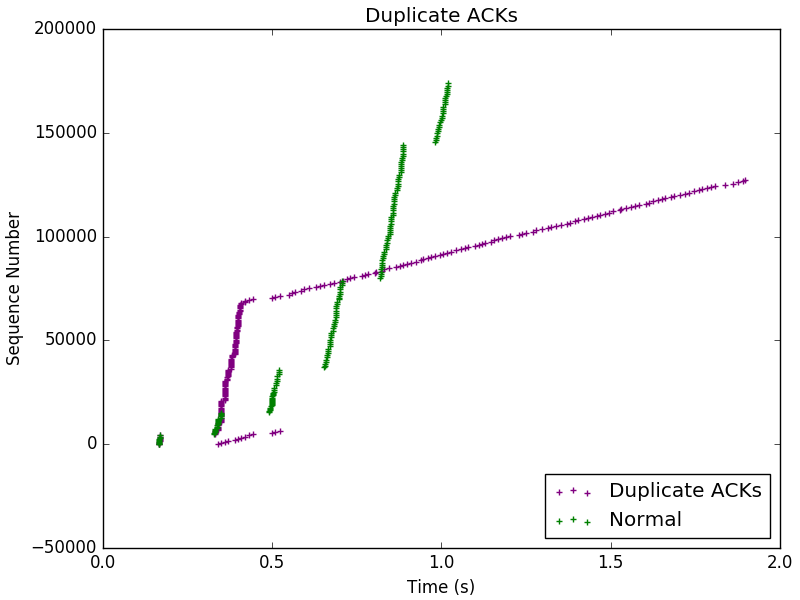 Duplicate ACKs
200000
150000
100000
50000
0
−50000
Sequence Number
0.0
0.5
1.0
1.5
2.0
Time (s)
Duplicate ACKs
Normal